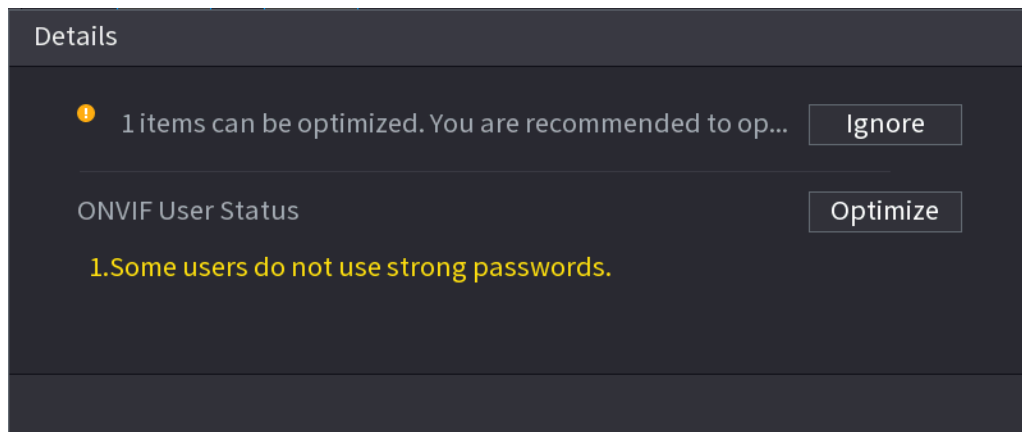 Details
1 items can be optimized. You are recommended to op... Ignore
ONVIF User Status Optimize
1.Some users do not use strong passwords.